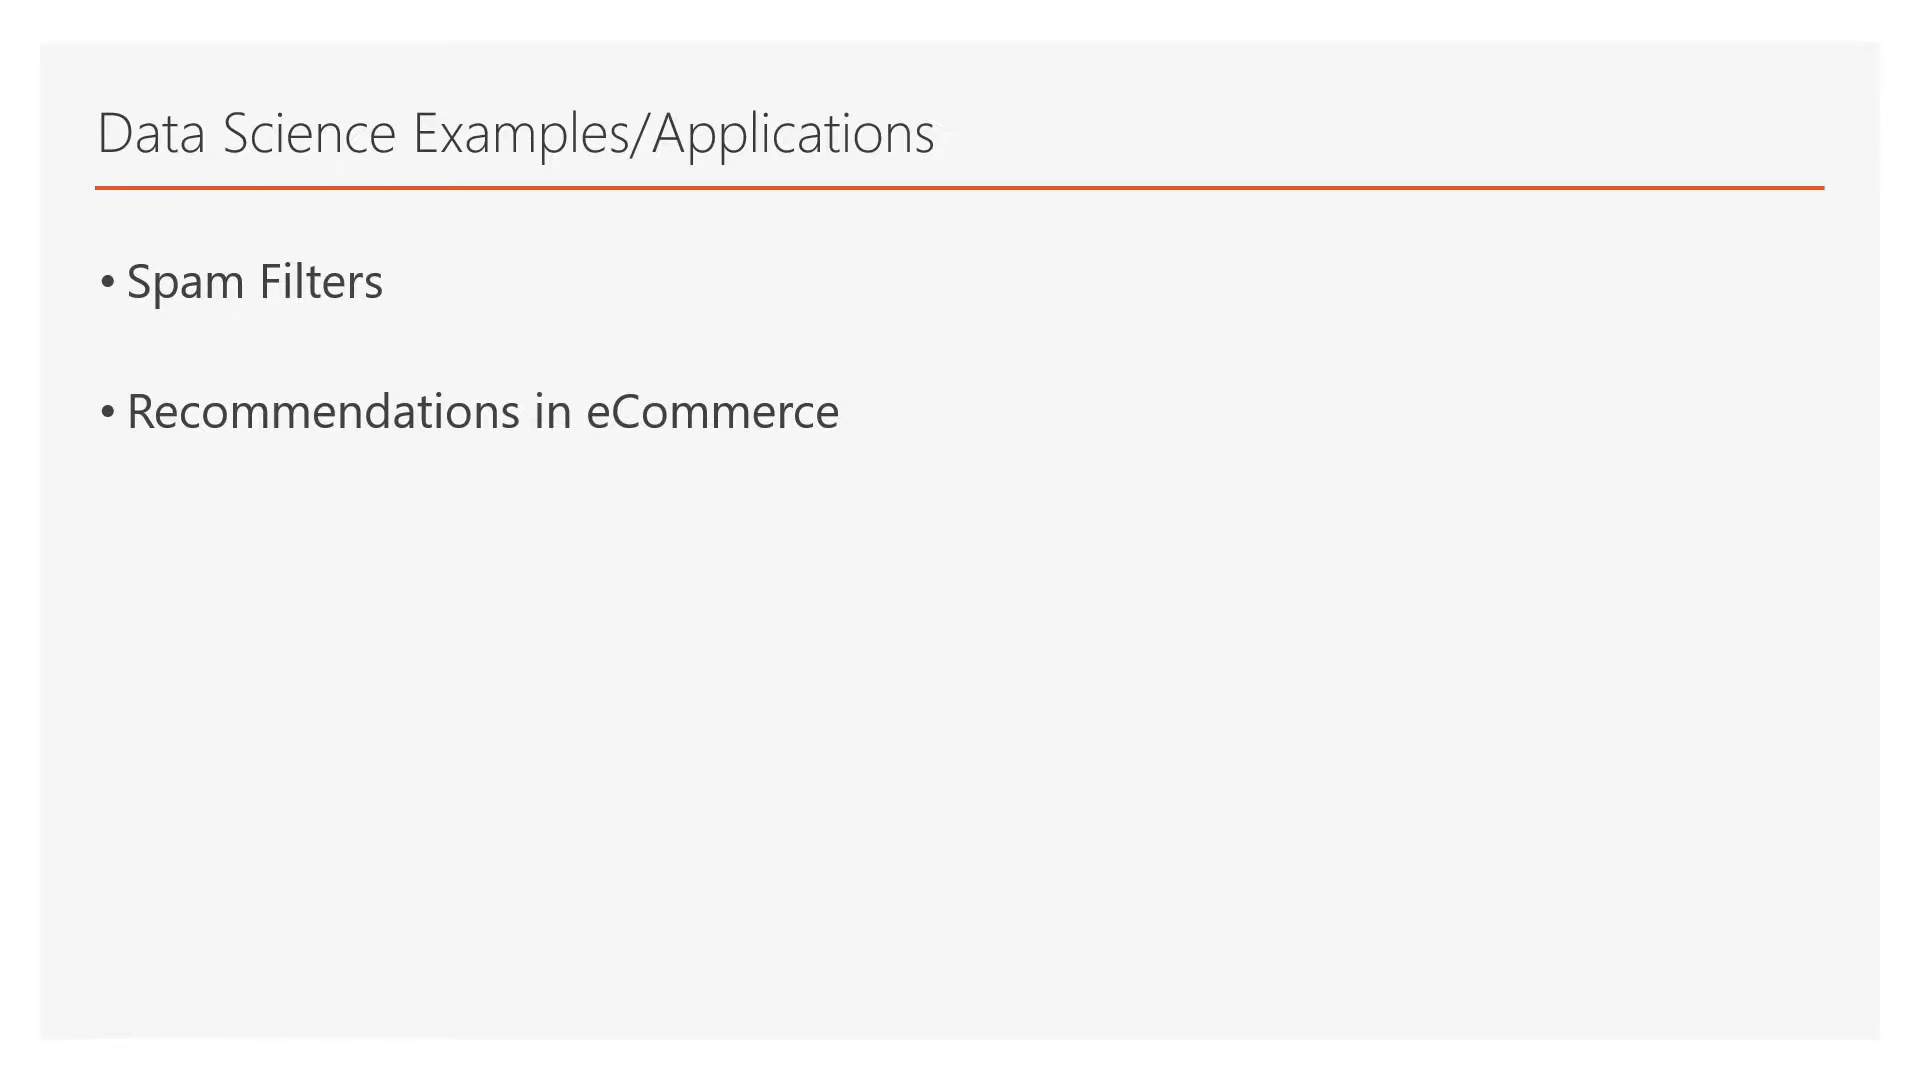 Data Science Examples/Applications
• Spam Filters
• Recommendations in eCommerce